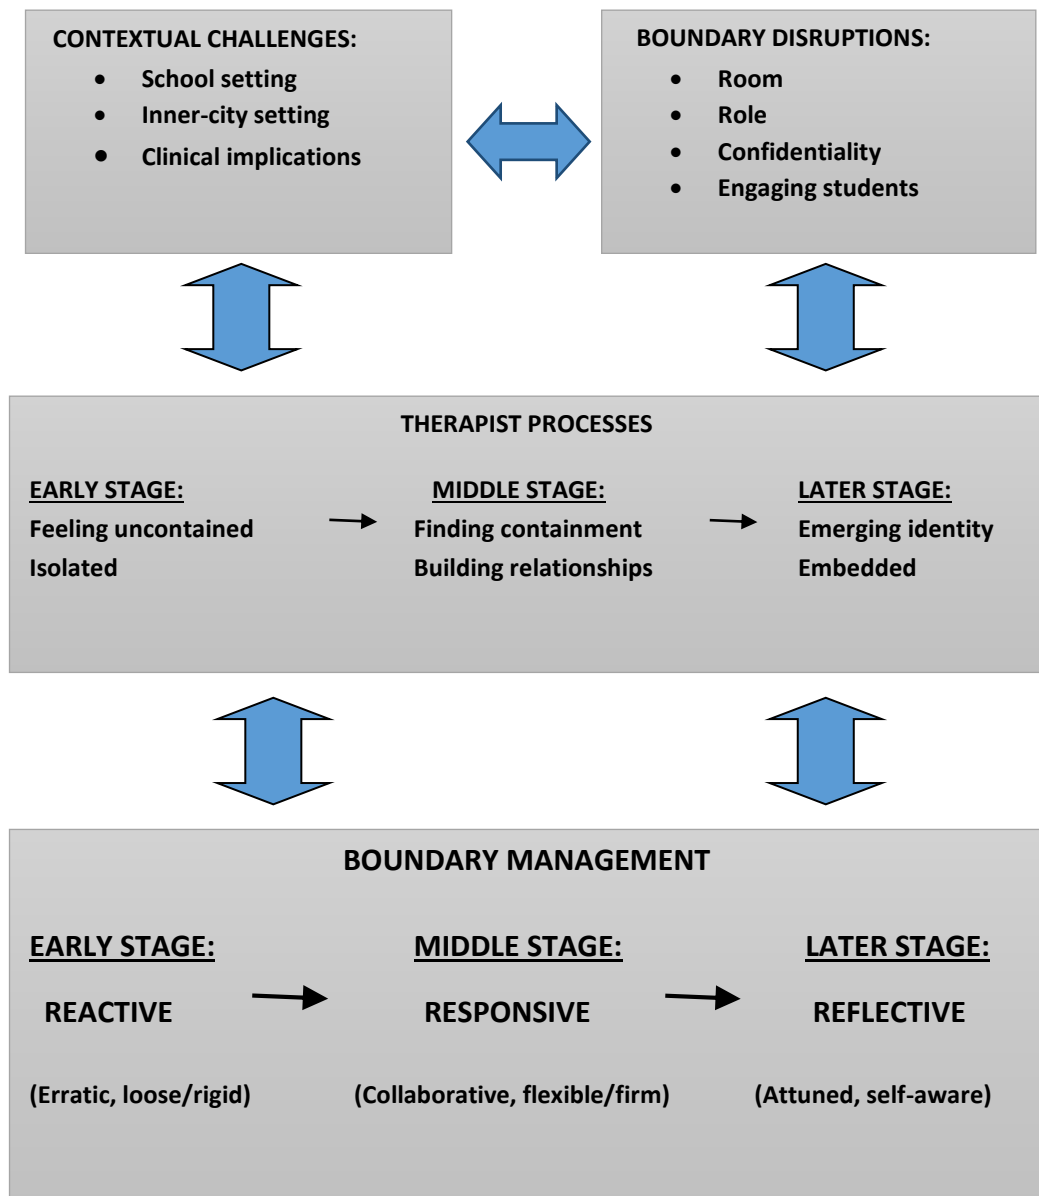 CONTEXTUAL CHALLENGES:
• School setting
• Inner-city setting
• Clinical implications
BOUNDARY DISRUPTIONS:
• Room
• Role
• Confidentiality
• Engaging students
THERAPIST PROCESSES
EARLY STAGE:
Feeling uncontained
Isolated
MIDDLE STAGE:
Finding containment
Building relationships
LATER STAGE:
Emerging identity
Embedded
BOUNDARY MANAGEMENT
EARLY STAGE:
REACTIVE
(Erratic, loose/rigid)
MIDDLE STAGE:
RESPONSIVE
(Collaborative, flexible/firm)
LATER STAGE:
REFLECTIVE
(Attuned, self-aware)